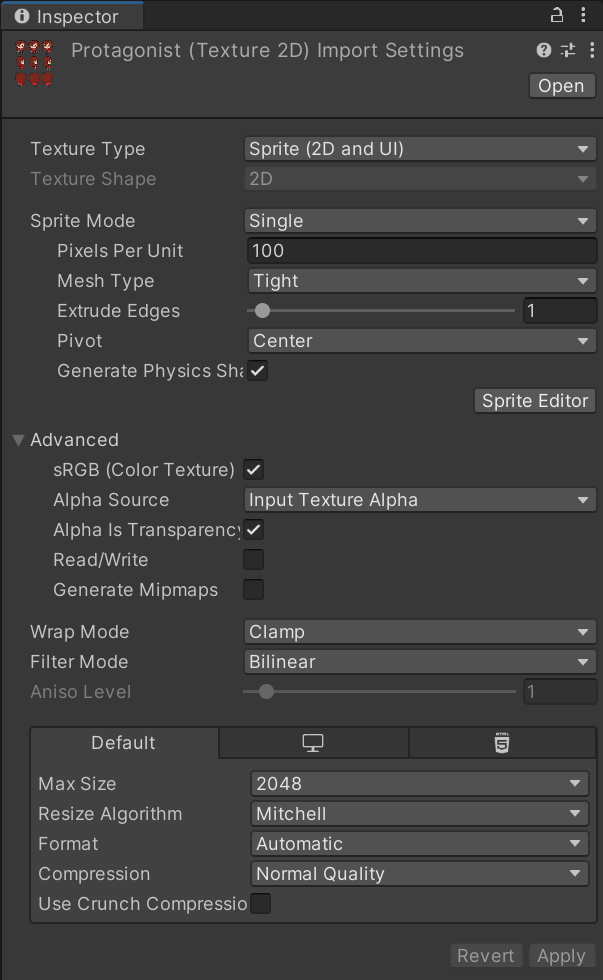 Inspector
Protagonist (Texture 2D) Import Settings
Open
Texture Type Sprite (2D and UI)
Texture Shape 2D
Sprite Mode Single
Pixels Per Unit 100
Mesh Type Tight
Extrude Edges 1
Pivot Center
Generate Physics Sha
Sprite Editor
Advanced
sRGB (Color Texture)
Alpha Source Input Texture Alpha
Alpha Is Transparency
Read/Write
Generate Mipmaps
Wrap Mode Clamp
Filter Mode Bilinear
Aniso Level 1
Default HTML 5
Max Size 2048
Resize Algorithm Mitchell
Format Automatic
Compression Normal Quality
Use Crunch Compressio
Revert Apply